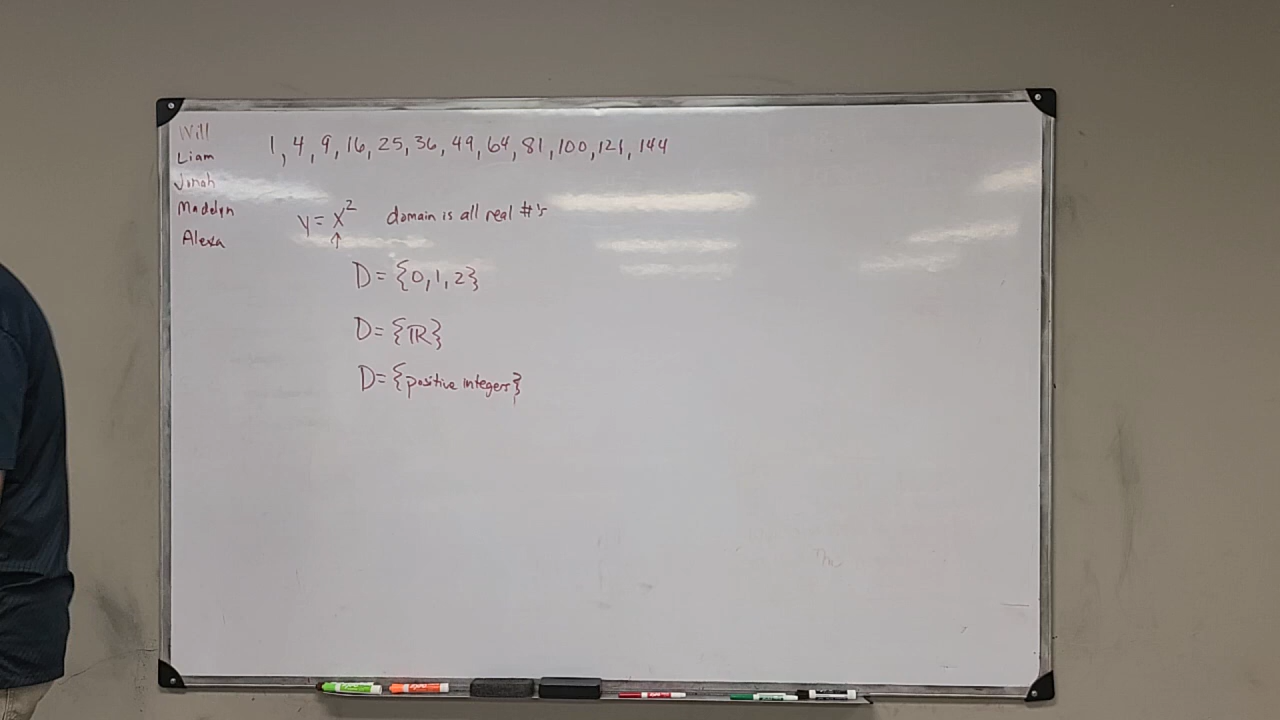 Will
Liam
Jonah
Madelyn
Alexa
1, 4, 9, 16, 25, 36, 49, 64, 81, 100, 121, 144
y = x² domain is all real #'s
↑
D = {0, 1, 2}
D = {ℝ}
D = {positive integers}